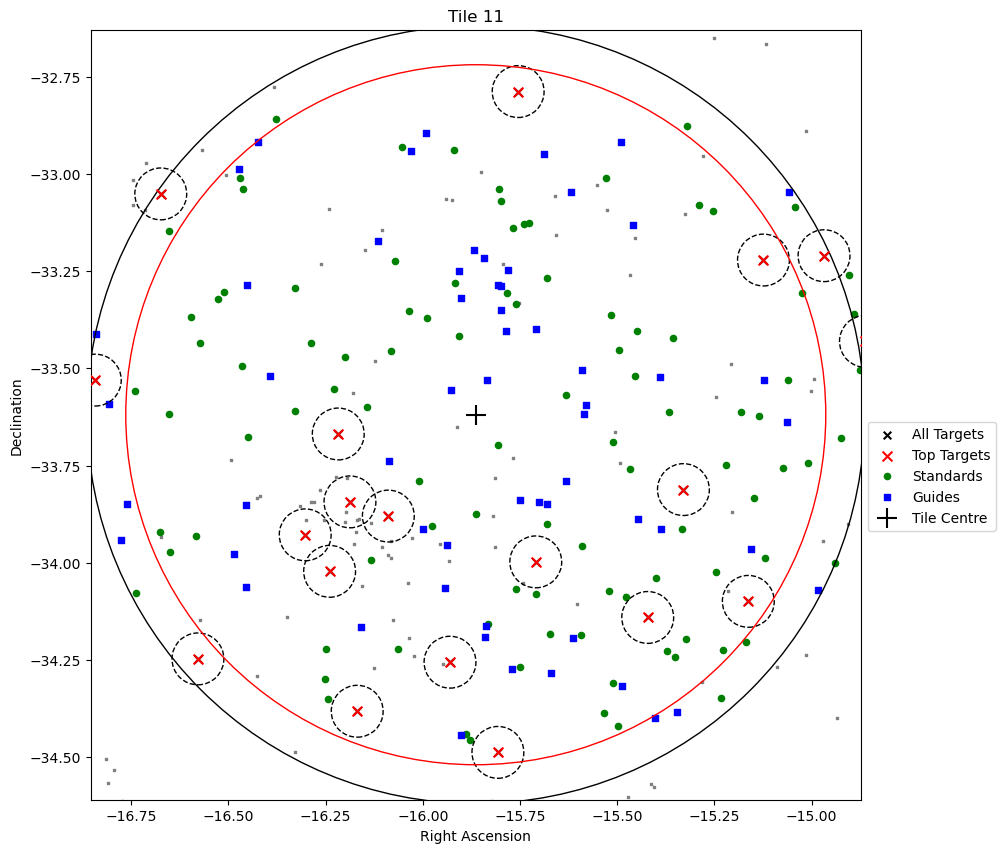 Tile 11
−32.75
−33.00
−33.25
−33.50
−33.75
−34.00
−34.25
−34.50
Declination
−16.75 −16.50 −16.25 −16.00 −15.75 −15.50 −15.25 −15.00
Right Ascension
All Targets
Top Targets
Standards
Guides
Tile Centre